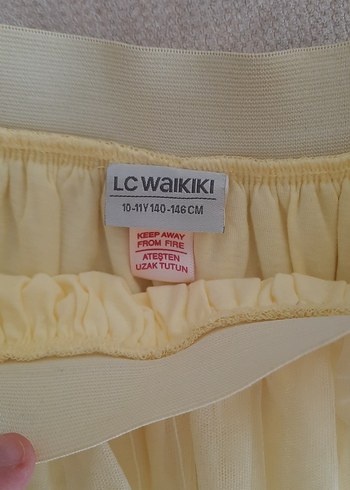 LC WAIKIKI
10-11Y 140-146 CM
KEEP AWAY
FROM FIRE
ATEŞTEN
UZAK TUTUN